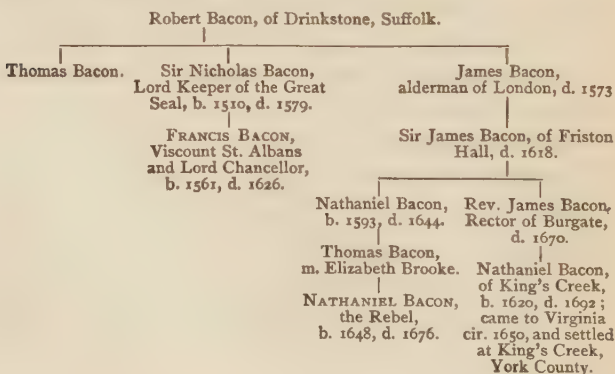 Robert Bacon, of Drinkstone, Suffolk.
Thomas Bacon.
Sir Nicholas Bacon,
Lord Keeper of the Great
Seal, b. 1510, d. 1579.
FRANCIS BACON,
Viscount St. Albans
and Lord Chancellor,
b. 1561, d. 1626.
James Bacon,
alderman of London, d. 1573
Sir James Bacon, of Friston
Hall, d. 1618.
Nathaniel Bacon,
b. 1593, d. 1644.
Thomas Bacon,
m. Elizabeth Brooke.
NATHANIEL BACON,
the Rebel,
b. 1648, d. 1676.
Rev. James Bacon,
Rector of Burgate,
d. 1670.
Nathaniel Bacon,
of King's Creek,
b. 1620, d. 1692;
came to Virginia
cir. 1650, and settled
at King's Creek,
York County.